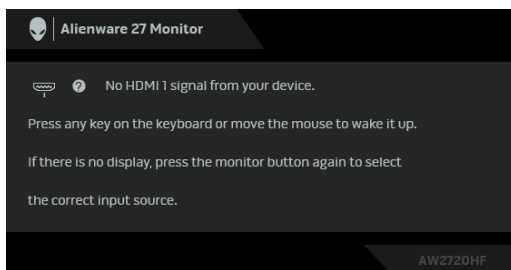 Alienware 27 Monitor
? No HDMI 1 signal from your device.
Press any key on the keyboard or move the mouse to wake it up.
If there is no display, press the monitor button again to select
the correct input source.
AW2720HF